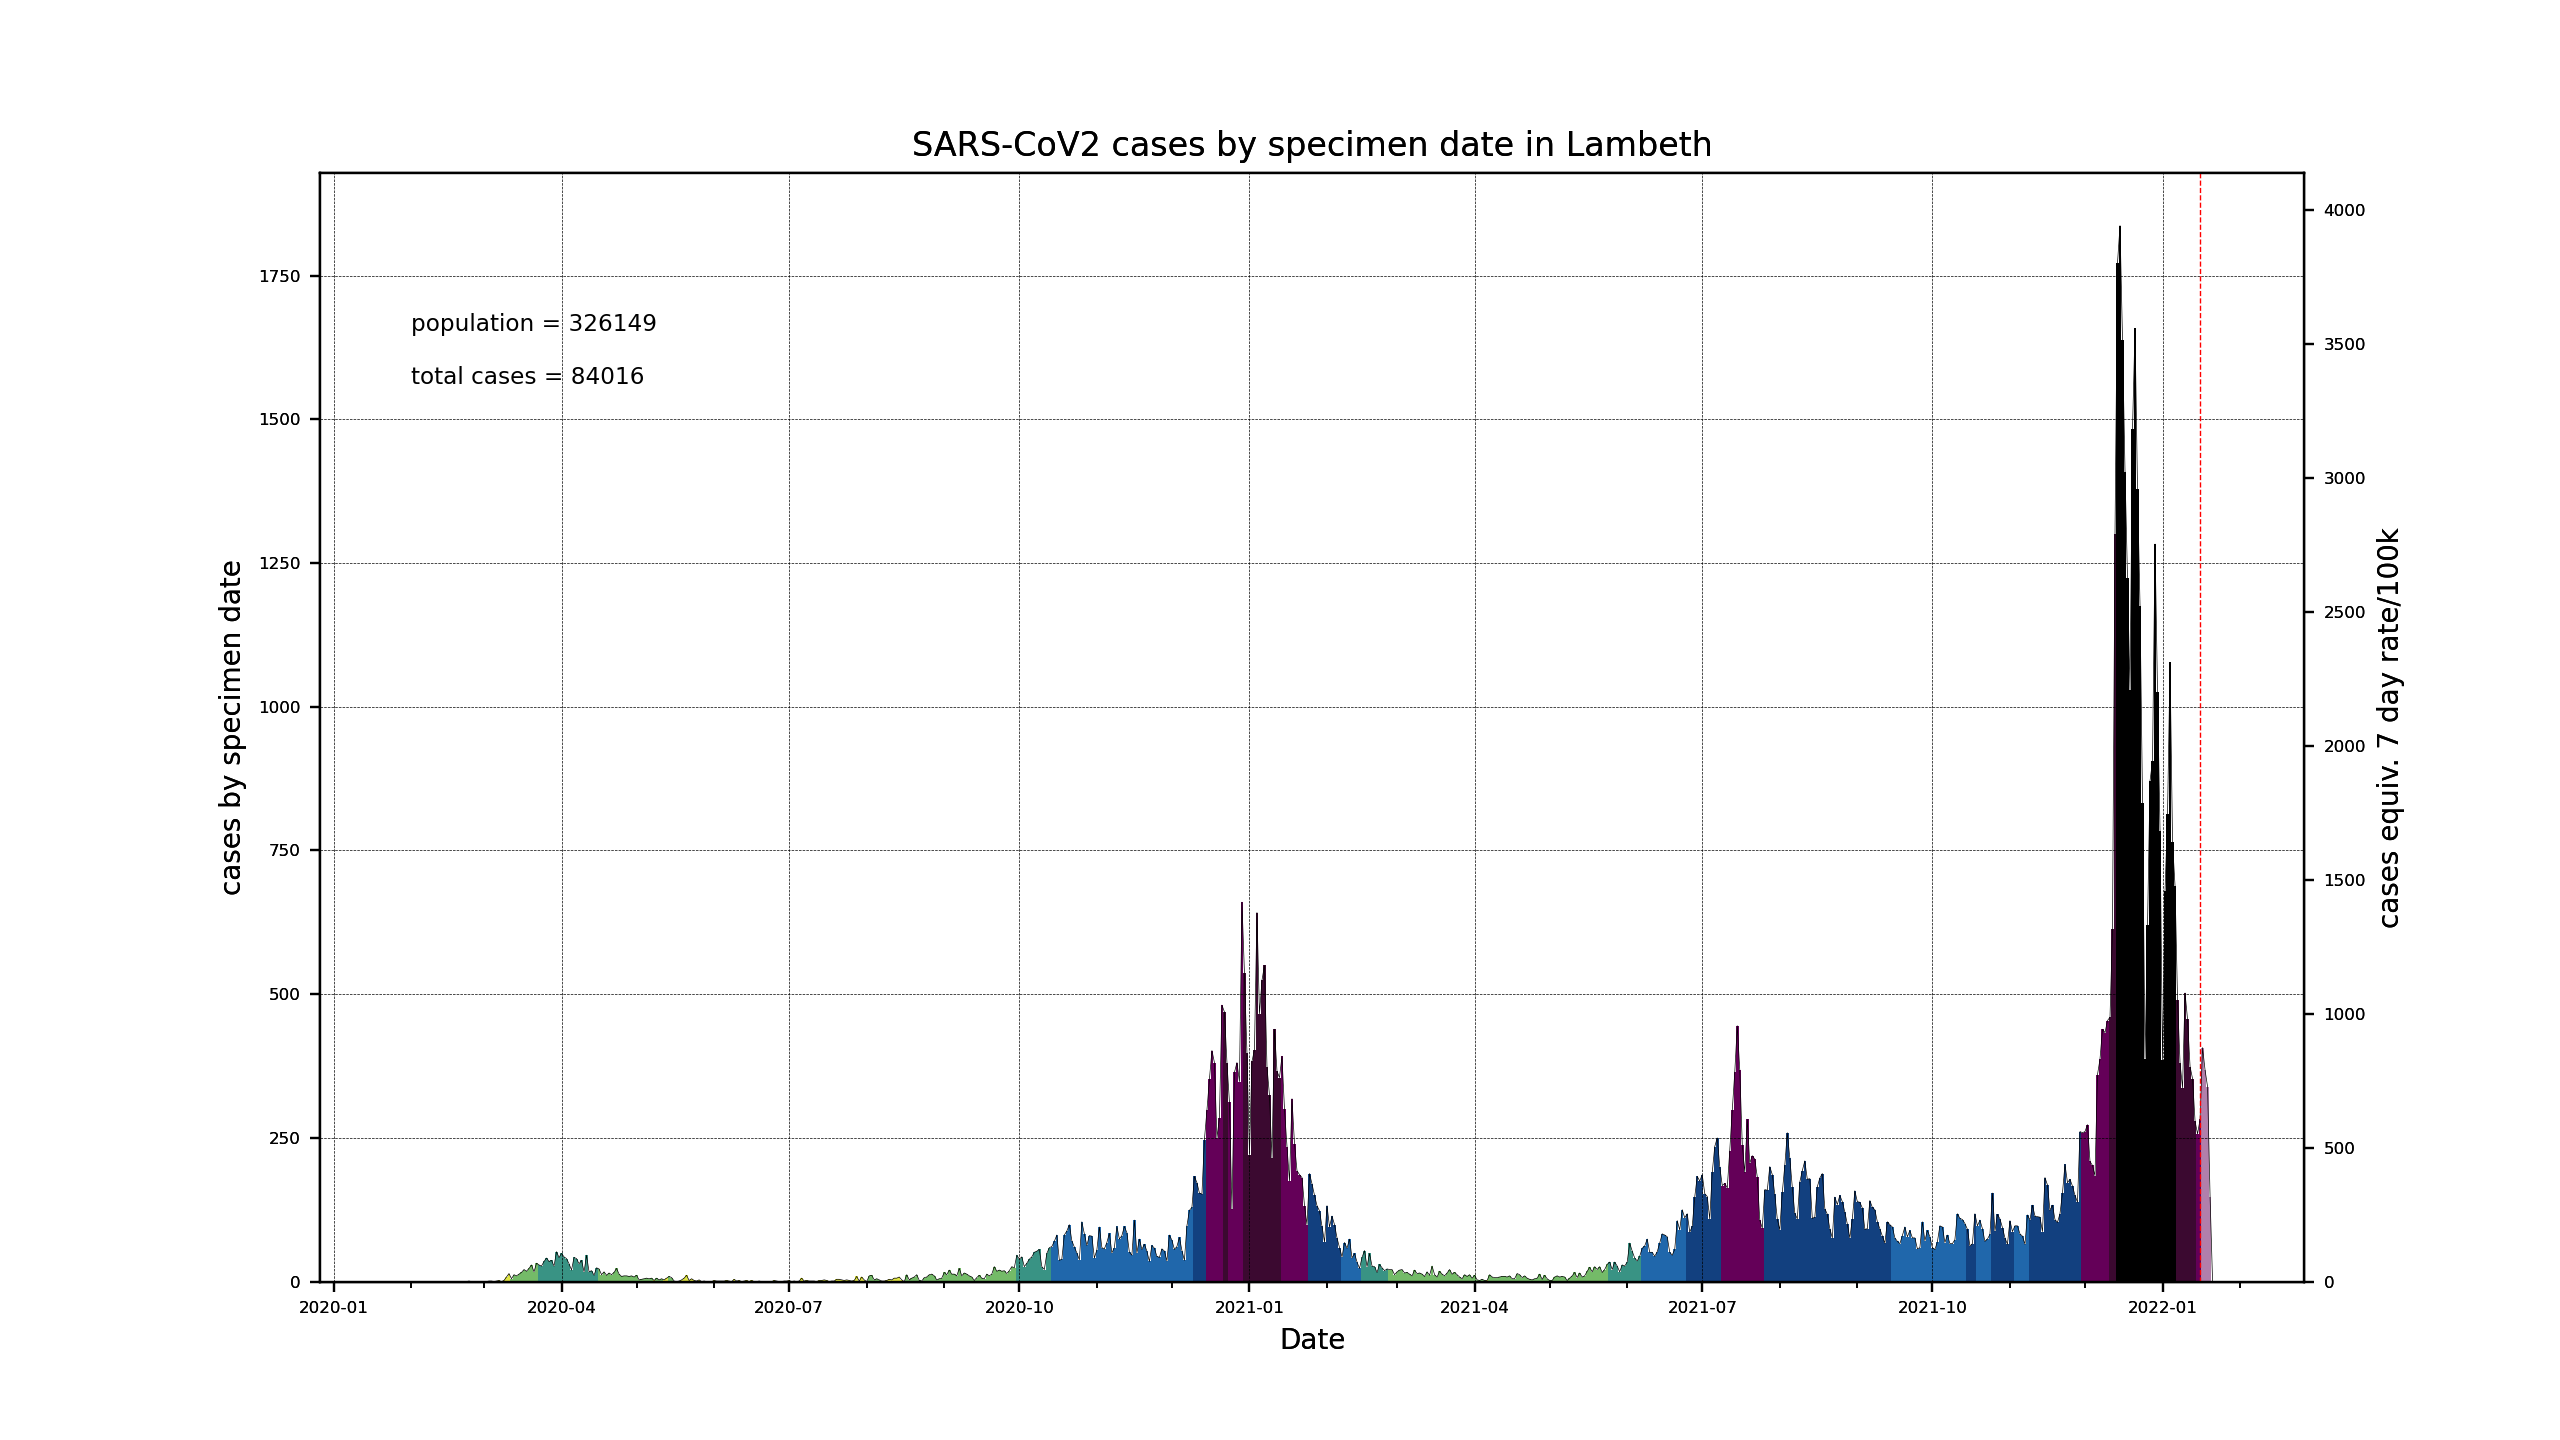 SARS-CoV2 cases by specimen date in Lambeth
population = 326149
total cases = 84016
cases by specimen date
1750
1500
1250
1000
750
500
250
0
4000
3500
3000
2500
2000
1500
1000
500
0
cases equiv. 7 day rate/100k
2020-01 2020-04 2020-07 2020-10 2021-01 2021-04 2021-07 2021-10 2022-01
Date